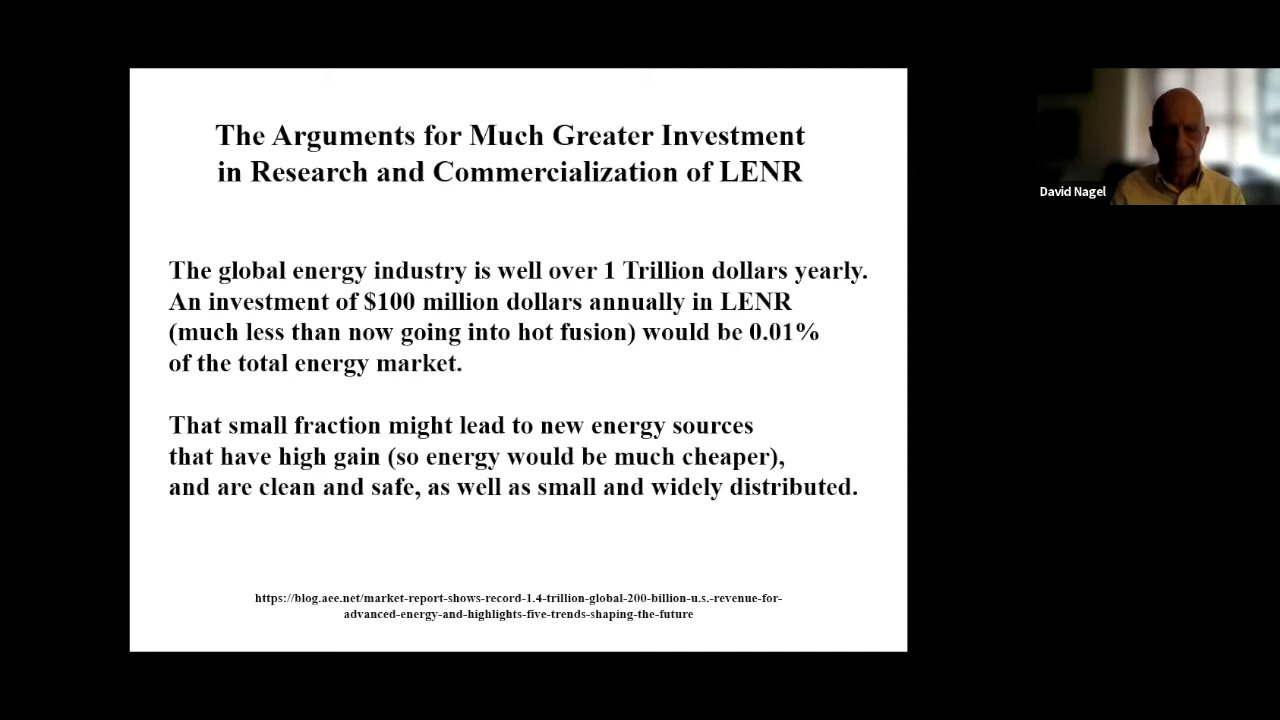 The Arguments for Much Greater Investment
in Research and Commercialization of LENR
The global energy industry is well over 1 Trillion dollars yearly.
An investment of $100 million dollars annually in LENR
(much less than now going into hot fusion) would be 0.01%
of the total energy market.
That small fraction might lead to new energy sources
that have high gain (so energy would be much cheaper),
and are clean and safe, as well as small and widely distributed.
https://blog.aee.net/market-report-shows-record-1.4-trillion-global-200-billion-u.s.-revenue-for-
advanced-energy-and-highlights-five-trends-shaping-the-future
David Nagel